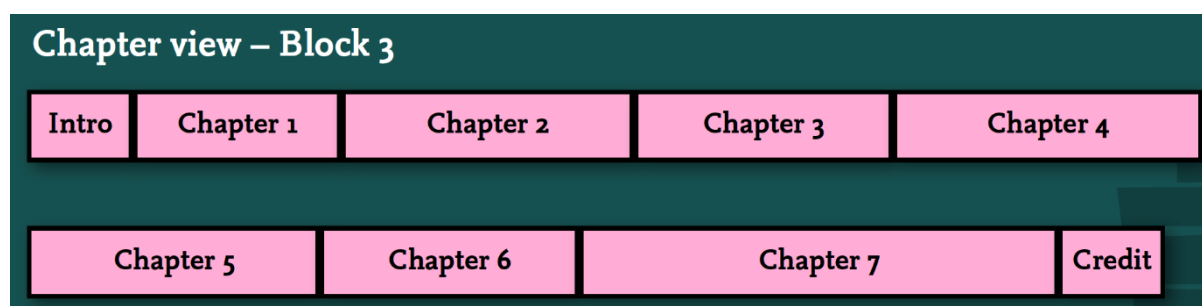 Chapter view – Block 3
Intro Chapter 1 Chapter 2 Chapter 3 Chapter 4
Chapter 5 Chapter 6 Chapter 7 Credit